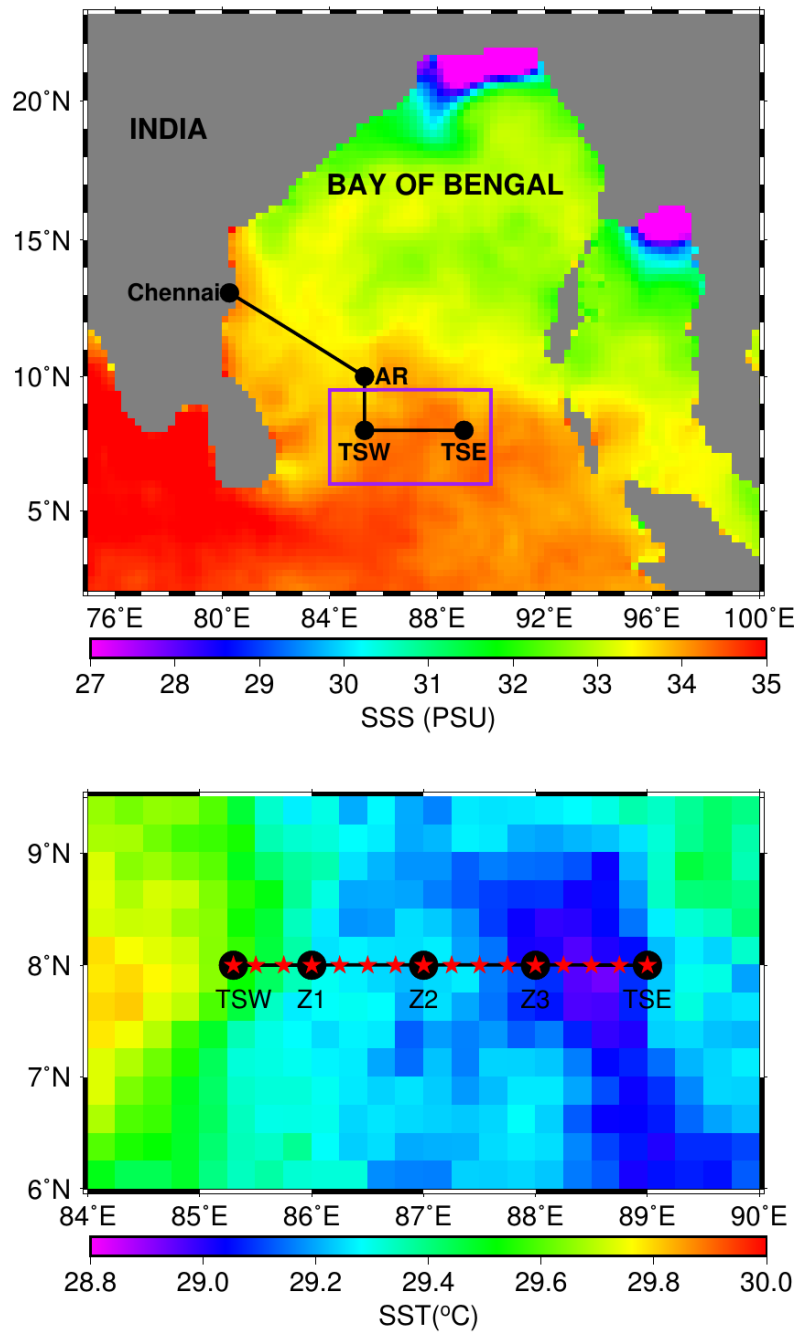 20°N
INDIA
BAY OF BENGAL
15°N
Chennai
10°N
AR
TSW TSE
5°N
76°E 80°E 84°E 88°E 92°E 96°E 100°E
27 28 29 30 31 32 33 34 35
SSS (PSU)
9°N
8°N
TSW Z1 Z2 Z3 TSE
7°N
6°N
84°E 85°E 86°E 87°E 88°E 89°E 90°E
28.8 29.0 29.2 29.4 29.6 29.8 30.0
SST(°C)